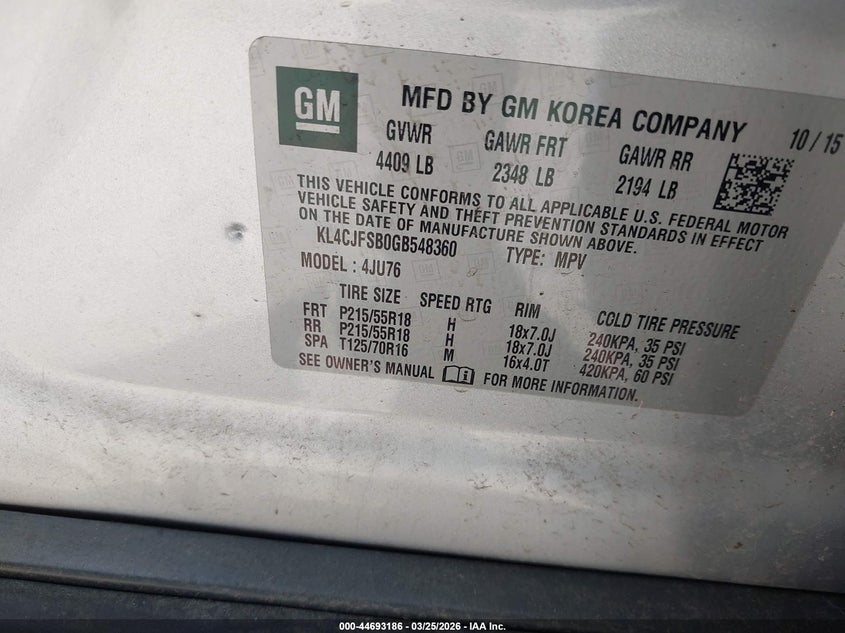 GM
MFD BY GM KOREA COMPANY 10 / 15
GVWR GAWR FRT GAWR RR
4409 LB 2348 LB 2194 LB
THIS VEHICLE CONFORMS TO ALL APPLICABLE U.S. FEDERAL MOTOR
VEHICLE SAFETY AND THEFT PREVENTION STANDARDS IN EFFECT
ON THE DATE OF MANUFACTURE SHOWN ABOVE.
KL4CJFSB0GB548360 TYPE: MPV
MODEL : 4JU76
TIRE SIZE SPEED RTG RIM COLD TIRE PRESSURE
FRT P215/55R18 H 18x7.0J 240KPA, 35 PSI
RR P215/55R18 H 18x7.0J 240KPA, 35 PSI
SPA T125/70R16 M 16x4.0T 420KPA, 60 PSI
SEE OWNER'S MANUAL FOR MORE INFORMATION.
000-44693186 - 03/25/2026 - IAA Inc.